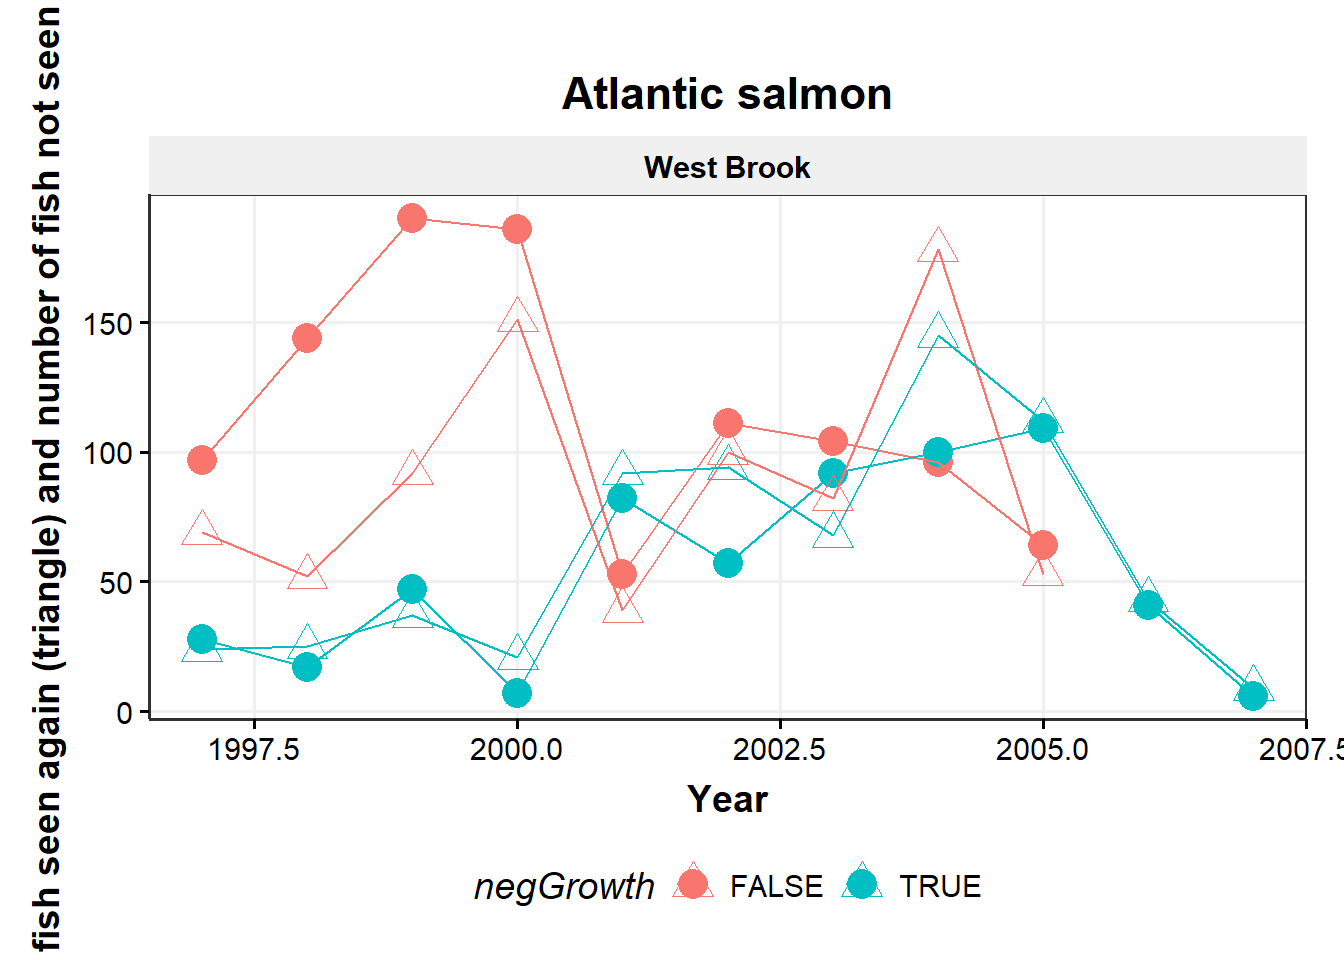 Atlantic salmon
West Brook
fish seen again (triangle) and number of fish not seen
150
100
50
0
1997.5
2000.0
2002.5
2005.0
2007.5
Year
negGrowth
FALSE
TRUE